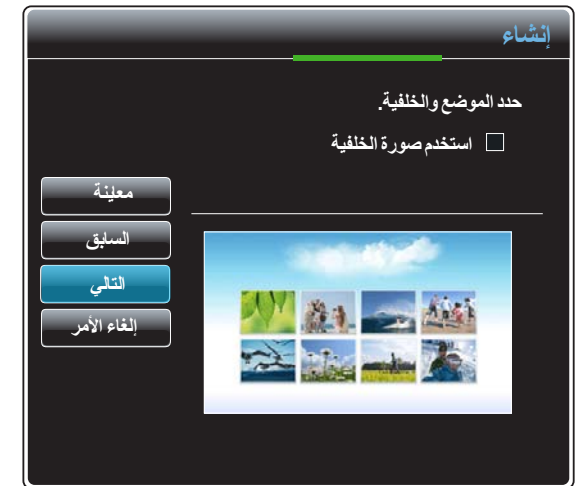 إنشاء
حدد الموضع والخلفية.
استخدم صورة الخلفية
معاينة
السابق
التالي
إلغاء الأمر